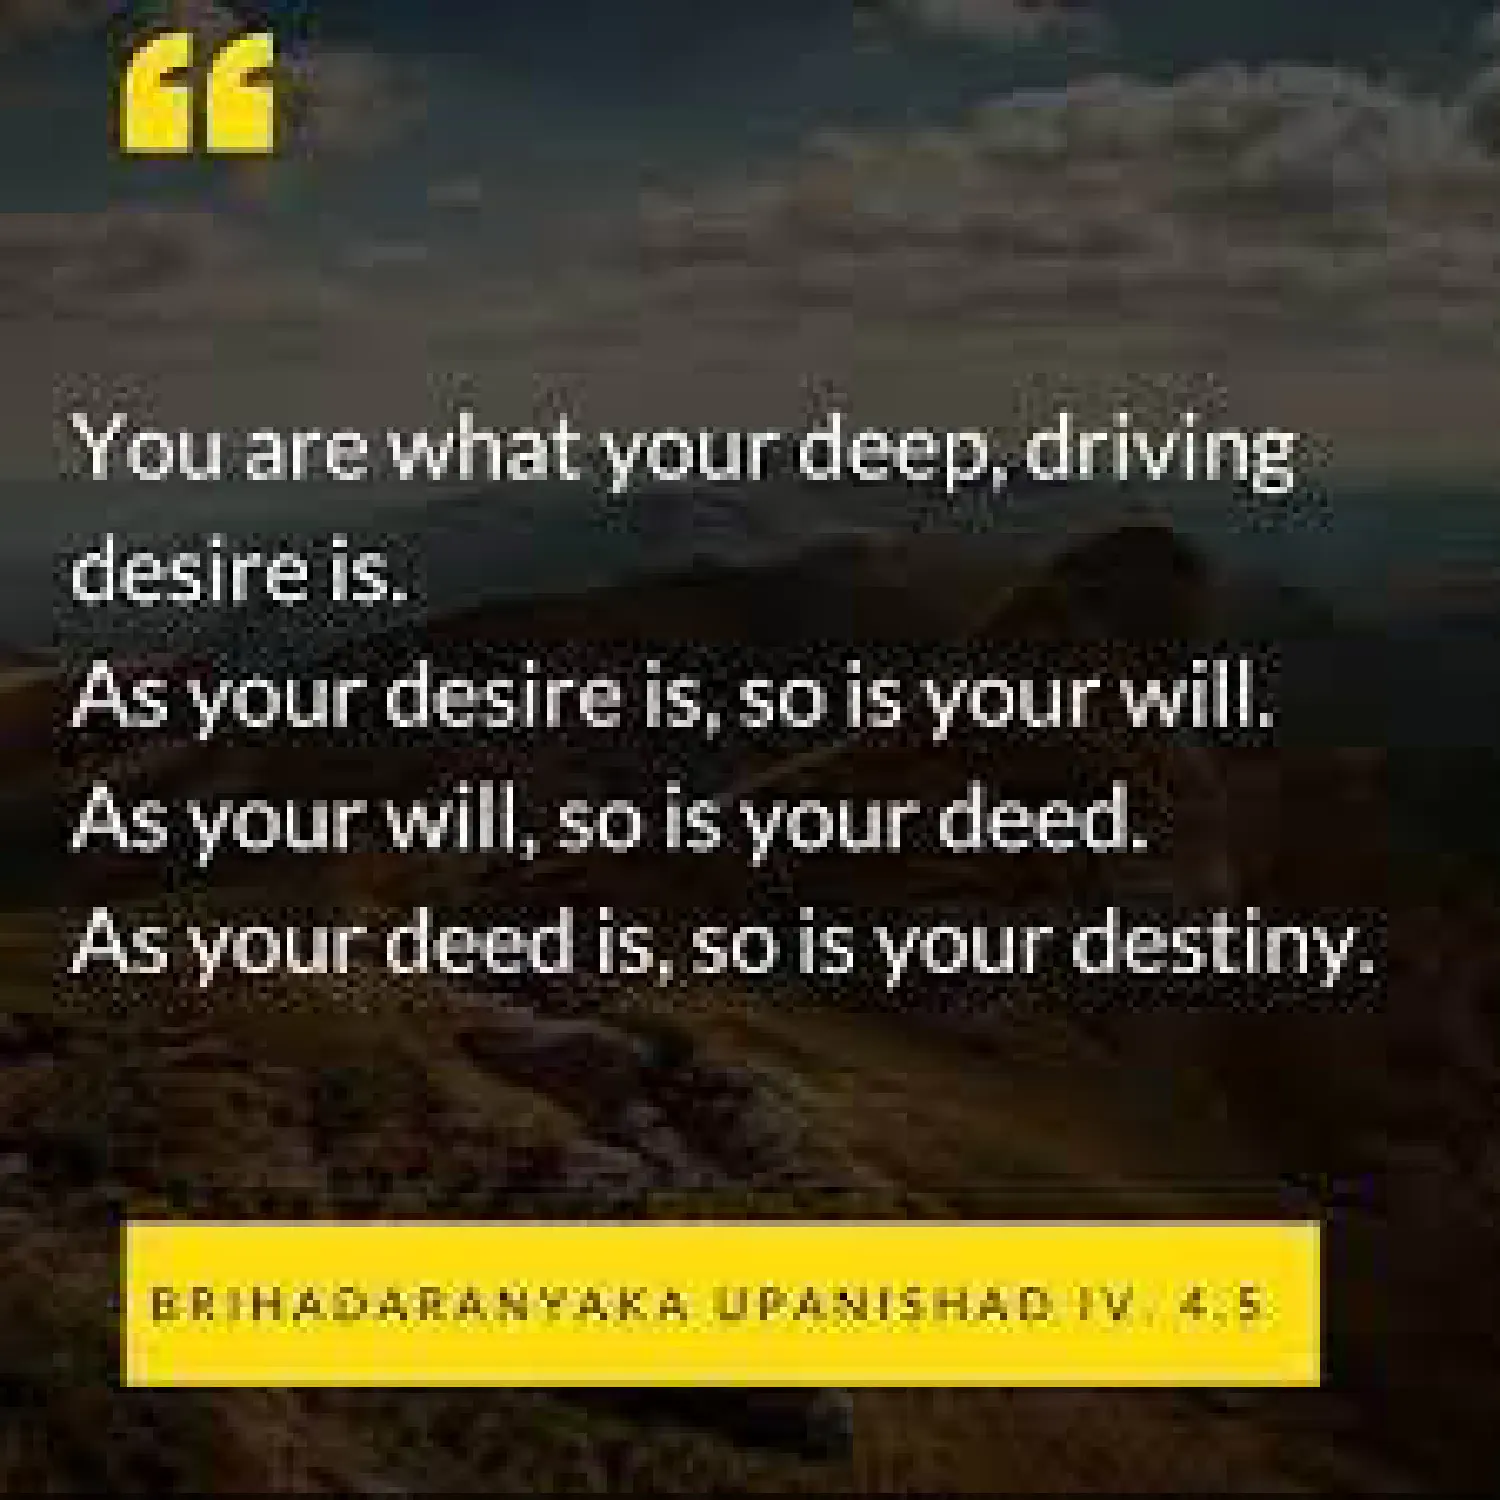 “
You are what your deep, driving
desire is.
As your desire is, so is your will.
As your will, so is your deed.
As your deed is, so is your destiny.
BRIHADARANYAKA UPANISHAD IV. 4.5